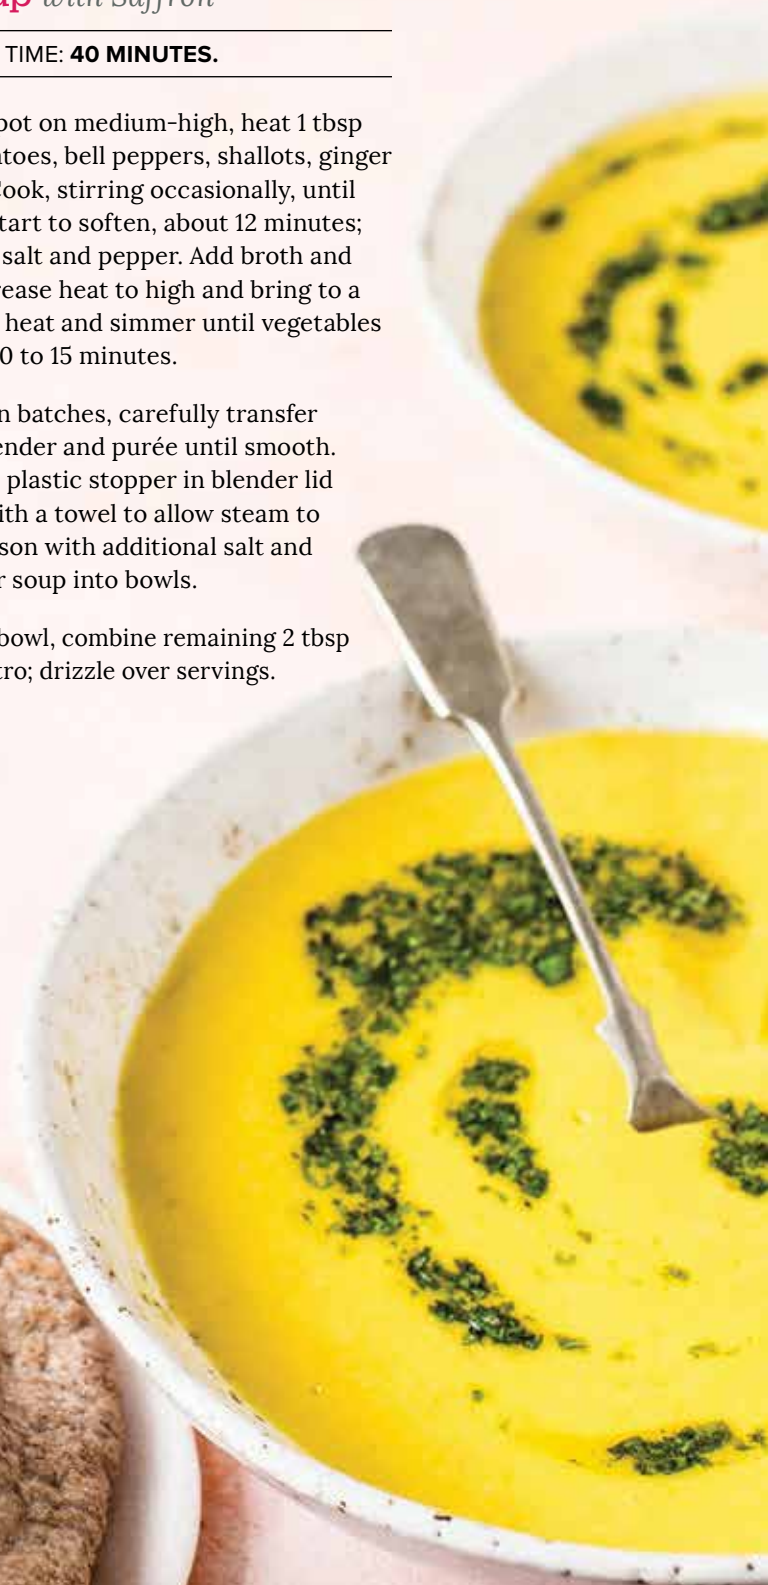 with Saffron
TIME: 40 MINUTES.
pot on medium-high, heat 1 tbsp
toes, bell peppers, shallots, ginger
Cook, stirring occasionally, until
tart to soften, about 12 minutes;
salt and pepper. Add broth and
ease heat to high and bring to a
heat and simmer until vegetables
0 to 15 minutes.
n batches, carefully transfer
ender and purée until smooth.
plastic stopper in blender lid
ith a towel to allow steam to
son with additional salt and
r soup into bowls.
bowl, combine remaining 2 tbsp
tro; drizzle over servings.